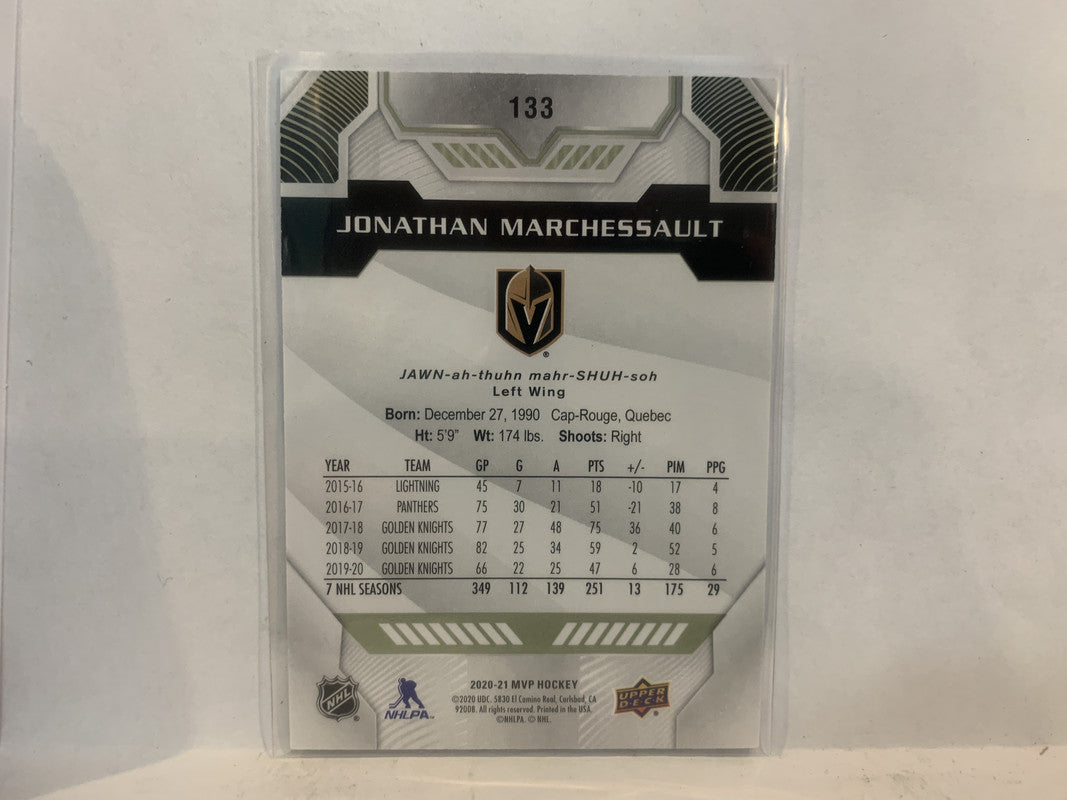 133
JONATHAN MARCHESSAULT
JAWN-ah-thuhn mahr-SHUH-soh
Left Wing
Born: December 27, 1990 Cap-Rouge, Quebec
Ht: 5'9" Wt: 174 lbs. Shoots: Right
YEAR TEAM GP G A PTS +/- PIM PPG
2015-16 LIGHTNING 45 7 11 18 -10 17 4
2016-17 PANTHERS 75 30 21 51 -21 38 8
2017-18 GOLDEN KNIGHTS 77 27 48 75 36 40 6
2018-19 GOLDEN KNIGHTS 82 25 34 59 2 52 5
2019-20 GOLDEN KNIGHTS 66 22 25 47 6 28 6
7 NHL SEASONS 349 112 139 251 13 175 29
NHL
NHLPA
2020-21 MVP HOCKEY
©2020 UDC. 5830 El Camino Real, Carlsbad, CA
92008. All rights reserved. Printed in the USA.
©NHLPA. © NHL.
UPPER
DECK